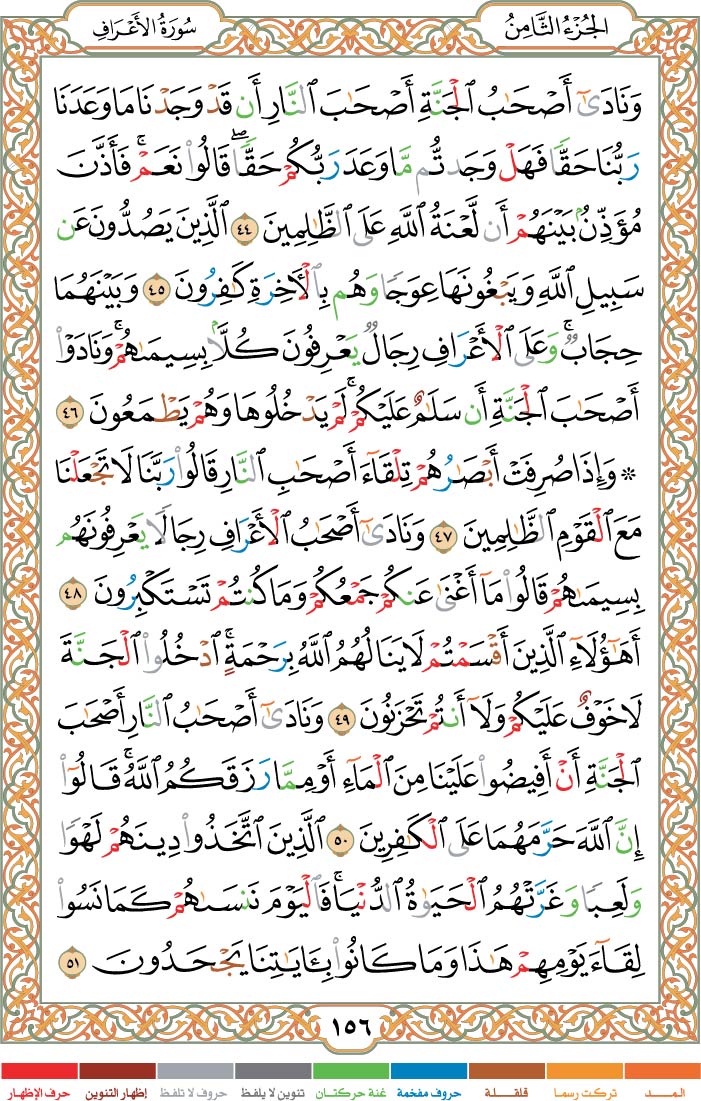 الجُزْءُ الثَّامِنُ
سُورَةُ الأَعْرَافِ
وَنَادَىٰٓ أَصْحَٰبُ ٱلْجَنَّةِ أَصْحَٰبَ ٱلنَّارِ أَن قَدْ وَجَدْنَا مَا وَعَدَنَا
رَبُّنَا حَقًّا فَهَلْ وَجَدتُّم مَّا وَعَدَ رَبُّكُمْ حَقًّاۖ قَالُوا۟ نَعَمْۚ فَأَذَّنَ
مُؤَذِّنُۢ بَيْنَهُمْ أَن لَّعْنَةُ ٱللَّهِ عَلَى ٱلظَّٰلِمِينَ ٤٤ ٱلَّذِينَ يَصُدُّونَ عَن
سَبِيلِ ٱللَّهِ وَيَبْغُونَهَا عِوَجًا وَهُم بِٱلْءَاخِرَةِ كَٰفِرُونَ ٤٥ وَبَيْنَهُمَا
حِجَابٌۚ وَعَلَى ٱلْأَعْرَافِ رِجَالٌ يَعْرِفُونَ كُلًّۢا بِسِيمَىٰهُمْۚ وَنَادَوْا۟
أَصْحَٰبَ ٱلْجَنَّةِ أَن سَلَٰمٌ عَلَيْكُمْۚ لَمْ يَدْخُلُوهَا وَهُمْ يَطْمَعُونَ ٤٦
* وَإِذَا صُرِفَتْ أَبْصَٰرُهُمْ تِلْقَآءَ أَصْحَٰبِ ٱلنَّارِ قَالُوا۟ رَبَّنَا لَا تَجْعَلْنَا
مَعَ ٱلْقَوْمِ ٱلظَّٰلِمِينَ ٤٧ وَنَادَىٰٓ أَصْحَٰبُ ٱلْأَعْرَافِ رِجَالًا يَعْرِفُونَهُم
بِسِيمَىٰهُمْ قَالُوا۟ مَآ أَغْنَىٰ عَنكُمْ جَمْعُكُمْ وَمَا كُنتُمْ تَسْتَكْبِرُونَ ٤٨
أَهَٰٓؤُلَآءِ ٱلَّذِينَ أَقْسَمْتُمْ لَا يَنَالُهُمُ ٱللَّهُ بِرَحْمَةٍۚ ٱدْخُلُوا۟ ٱلْجَنَّةَ
لَا خَوْفٌ عَلَيْكُمْ وَلَآ أَنتُمْ تَحْزَنُونَ ٤٩ وَنَادَىٰٓ أَصْحَٰبُ ٱلنَّارِ أَصْحَٰبَ
ٱلْجَنَّةِ أَنْ أَفِيضُوا۟ عَلَيْنَا مِنَ ٱلْمَآءِ أَوْ مِمَّا رَزَقَكُمُ ٱللَّهُۚ قَالُوٓا۟
إِنَّ ٱللَّهَ حَرَّمَهُمَا عَلَى ٱلْكَٰفِرِينَ ٥٠ ٱلَّذِينَ ٱتَّخَذُوا۟ دِينَهُمْ لَهْوًا
وَلَعِبًا وَغَرَّتْهُمُ ٱلْحَيَوٰةُ ٱلدُّنْيَاۚ فَٱلْيَوْمَ نَنسَىٰهُمْ كَمَا نَسُوا۟
لِقَآءَ يَوْمِهِمْ هَٰذَا وَمَا كَانُوا۟ بِـَٔايَٰتِنَا يَجْحَدُونَ ٥١
١٥٦
المـــد تركت رسما قلقـــلة حروف مفخمة غنة حركتـان تنوين لا يلفظ حروف لا تلفظ إظهار التنوين حرف الإظهار